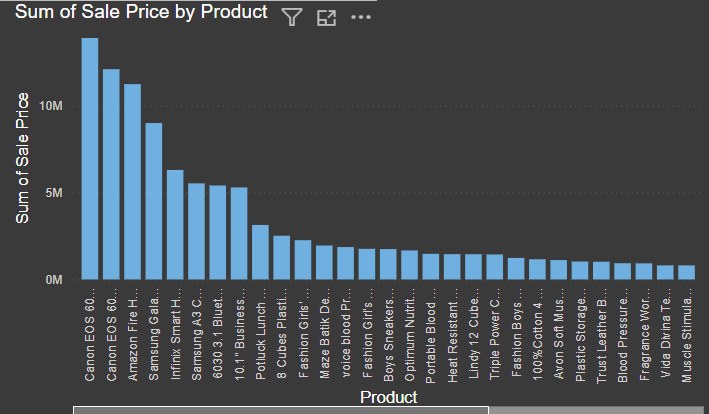 Sum of Sale Price by Product
Sum of Sale Price
10M
5M
0M
Canon EOS 60...
Canon EOS 60...
Amazon Fire H...
Samsung Gala...
Infinix Smart H...
Samsung A3 C...
6030 3.1 Bluet...
10.1" Business...
Potluck Lunch ...
8 Cubes Plasti...
Fashion Girls' ...
Maze Batik De...
voice blood Pr...
Fashion Girl's ...
Boys Sneakers...
Optimum Nutrit...
Portable Blood ...
Heat Resistant...
Lindy 12 Cube...
Triple Power C...
Fashion Boys ...
100%Cotton 4...
Avon Soft Mus...
Plastic Storage...
Trust Leather B...
Blood Pressure...
Fragrance Wor...
Vida Divina Te...
Muscle Stimula...
Product